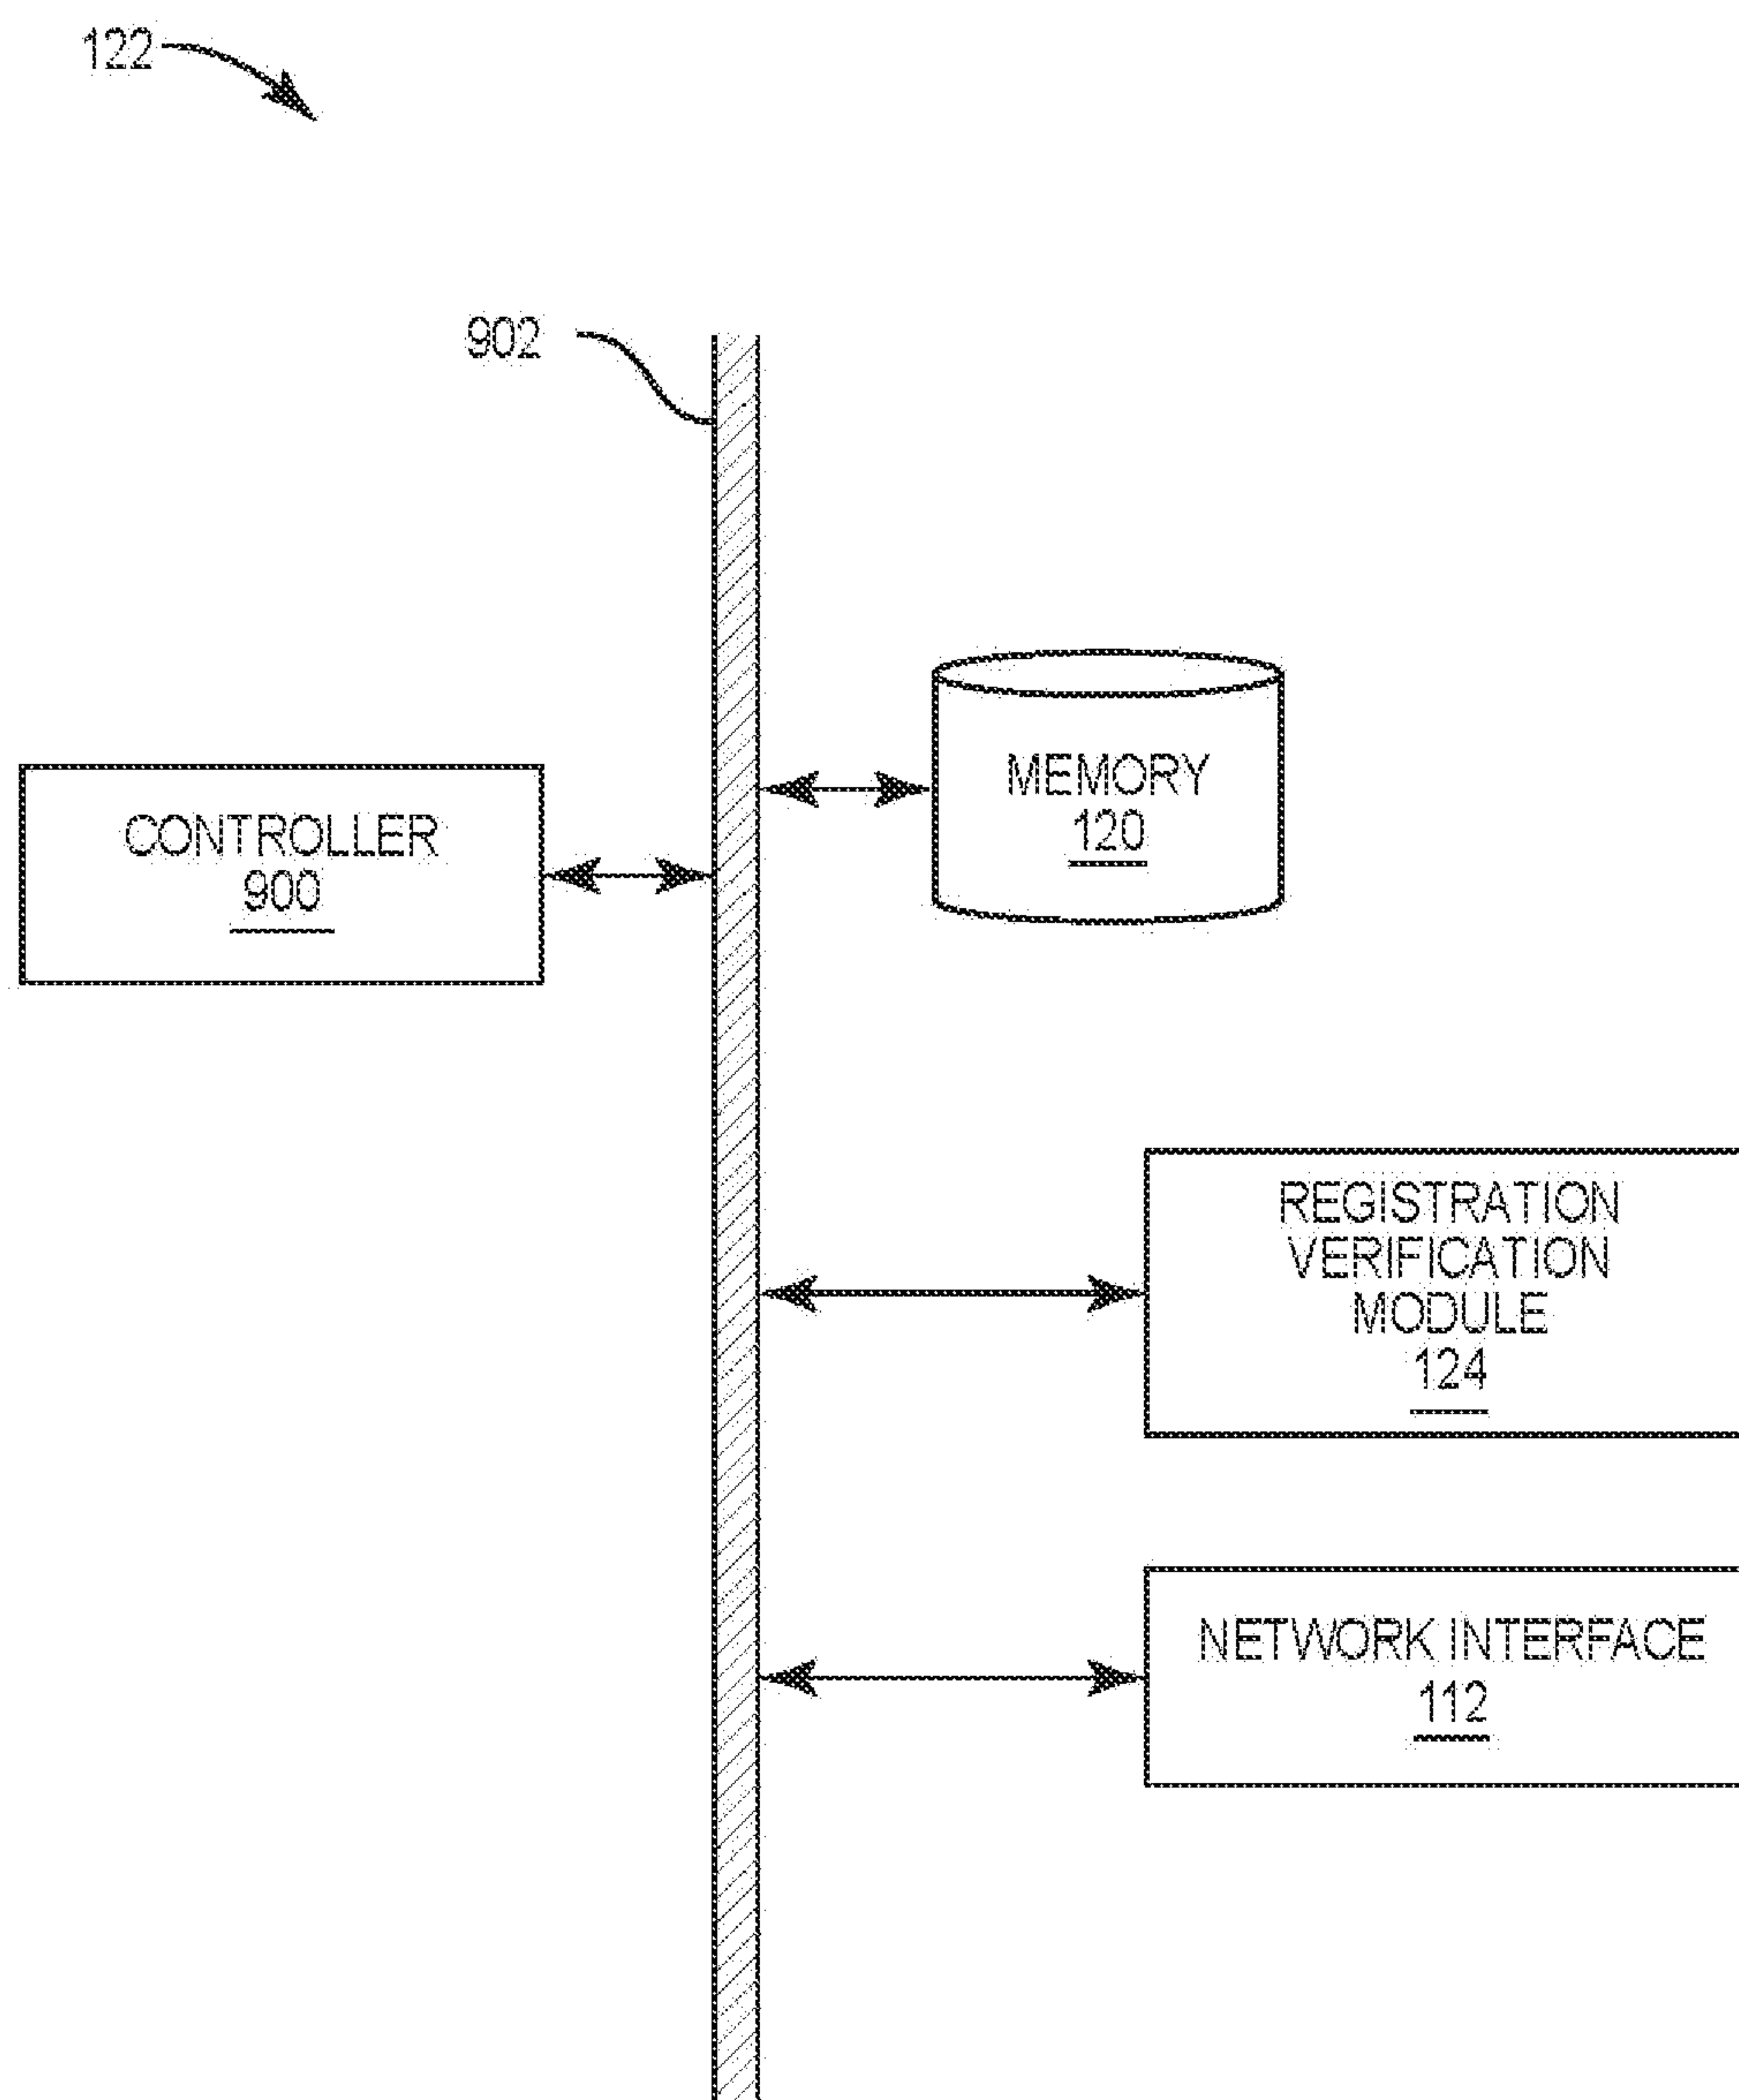 122
902
MEMORY
120
CONTROLLER
900
REGISTRATION
VERIFICATION
MODULE
124
NETWORK INTERFACE
112